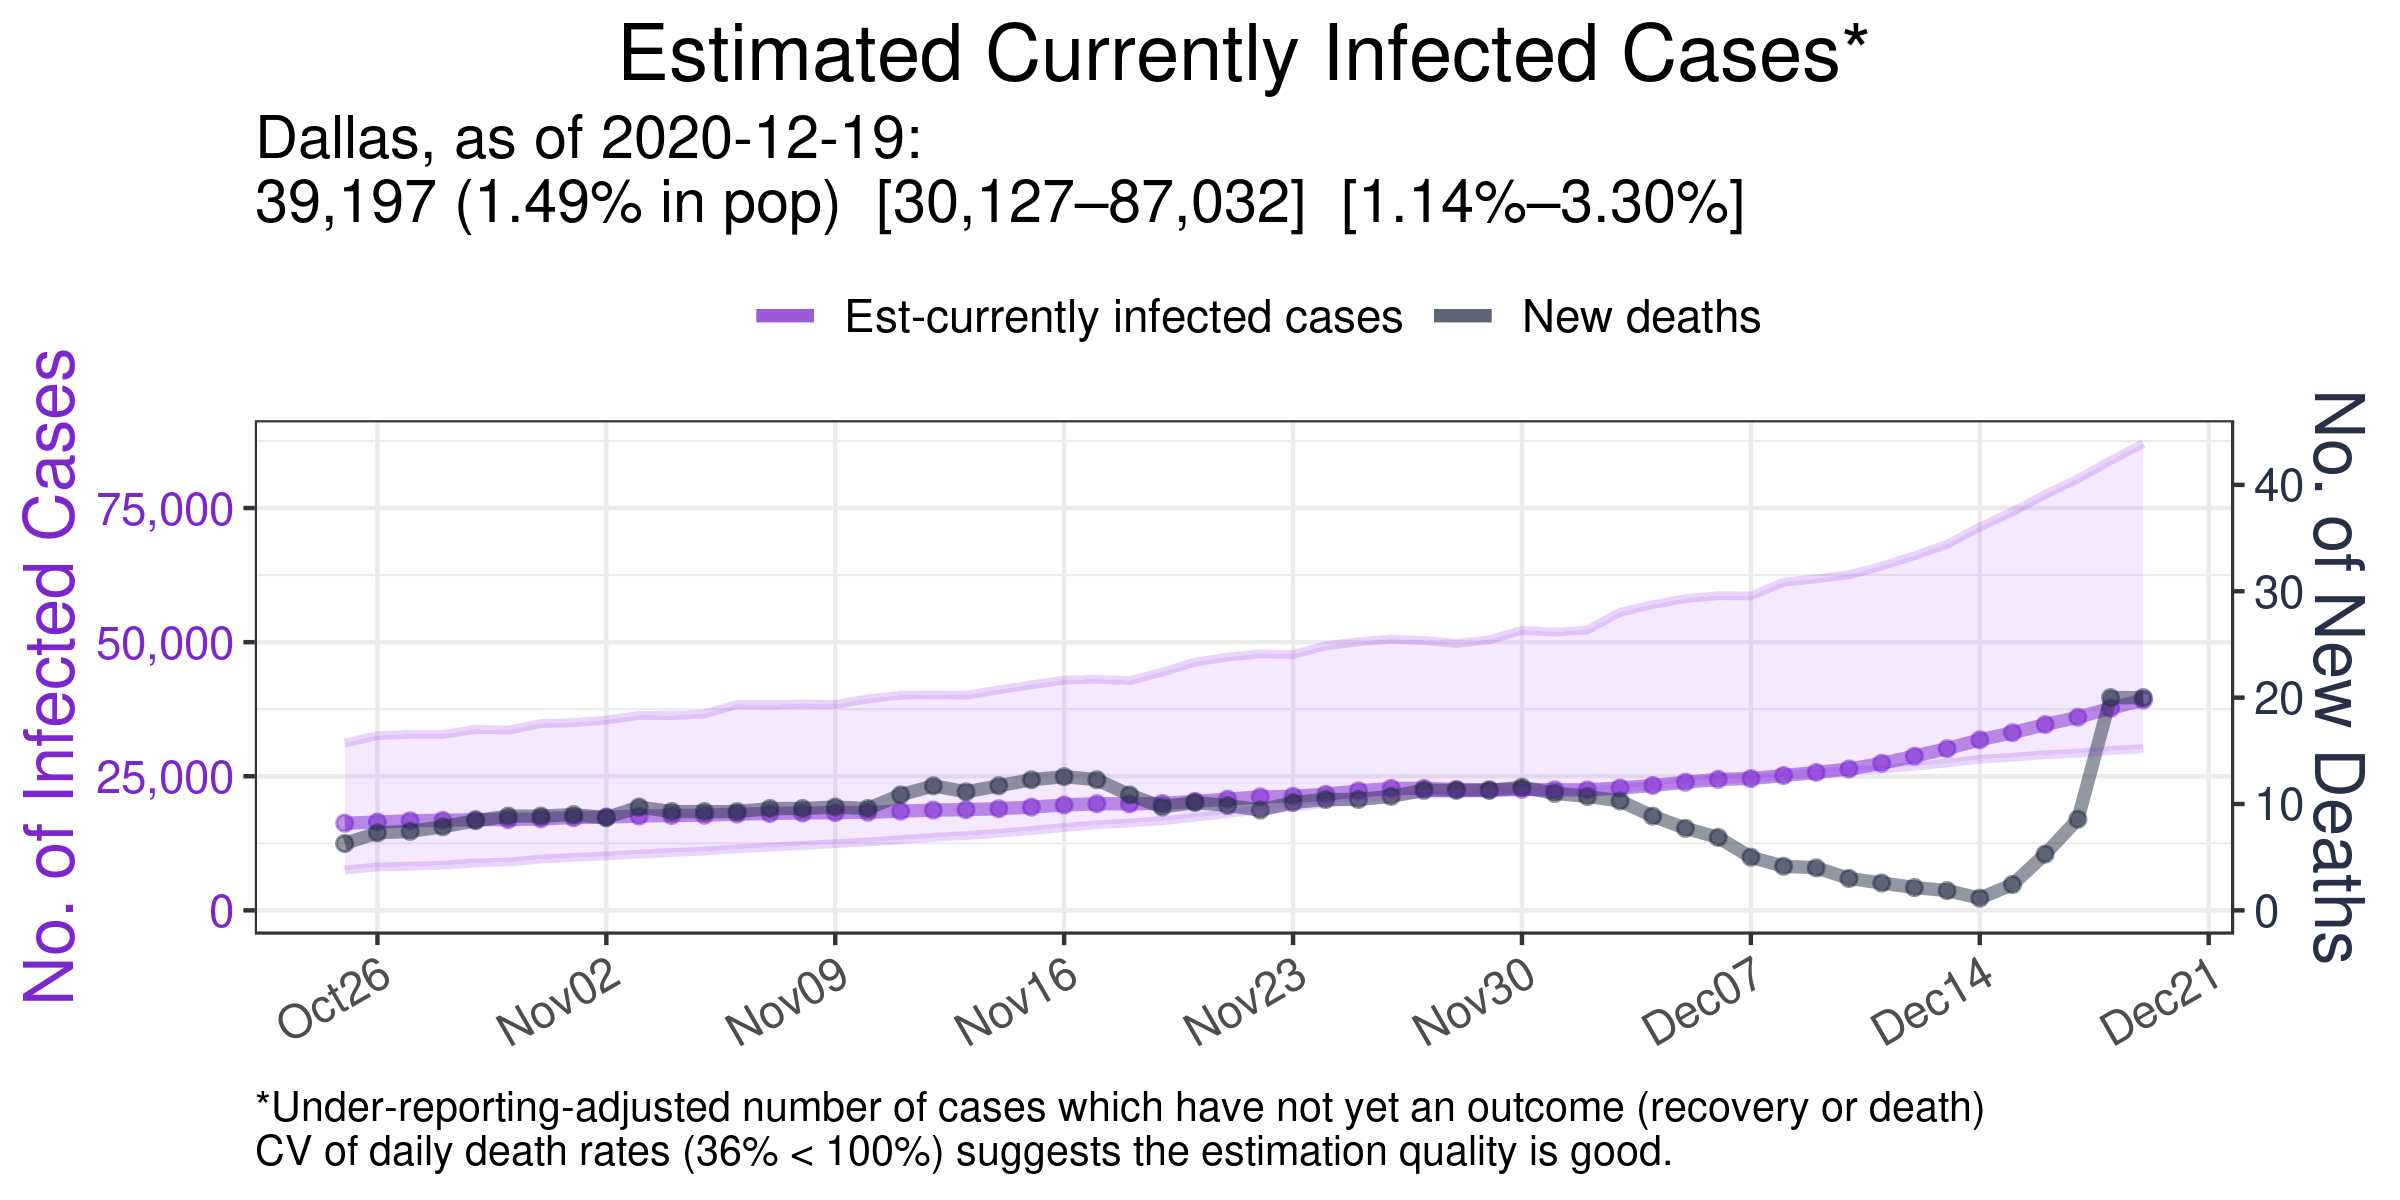 Estimated Currently Infected Cases*
Dallas, as of 2020-12-19:
39,197 (1.49% in pop)  [30,127–87,032]  [1.14%–3.30%]
Est-currently infected cases
New deaths
No. of Infected Cases
75,000
50,000
25,000
0
40
30
20
10
0
No. of New Deaths
Oct26
Nov02
Nov09
Nov16
Nov23
Nov30
Dec07
Dec14
Dec21
*Under-reporting-adjusted number of cases which have not yet an outcome (recovery or death)
CV of daily death rates (36% < 100%) suggests the estimation quality is good.